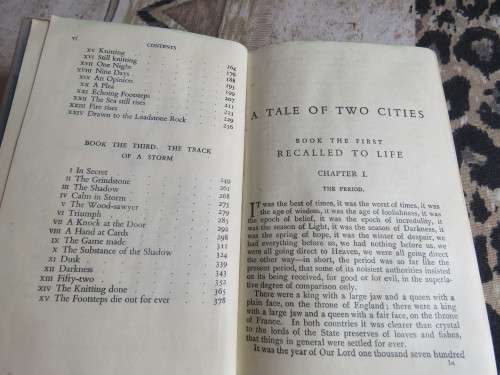 vi CONTENTS
XV Knitting
XVI Still knitting
XVII One Night
XVIII Nine Days
XIX An Opinion
XX A Plea
XXI Echoing Footsteps
XXII The Sea still rises
XXIII Fire rises 229
XXIV Drawn to the Loadstone Rock 236
BOOK THE THIRD. THE TRACK
OF A STORM
I In Secret 249
II The Grindstone 261
III The Shadow 268
IV Calm in Storm 273
V The Wood-sawyer
VI Triumph
VII A Knock at the Door
VIII A Hand at Cards
IX The Game made 311
X The Substance of the Shadow 324
XI Dusk 339
XII Darkness 343
XIII Fifty-two 352
XIV The Knitting done 365
XV The Footsteps die out for ever 378
A TALE OF TWO CITIES
BOOK THE FIRST
RECALLED TO LIFE
CHAPTER I.
THE PERIOD.
IT was the best of times, it was the worst of times, it was
the age of wisdom, it was the age of foolishness, it was
the epoch of belief, it was the epoch of incredulity, it
was the season of Light, it was the season of Darkness, it
was the spring of hope, it was the winter of despair, we
had everything before us, we had nothing before us, we
were all going direct to Heaven, we were all going direct
the other way—in short, the period was so far like the
present period, that some of its noisiest authorities insisted
on its being received, for good or for evil, in the superla-
tive degree of comparison only.
There were a king with a large jaw and a queen with a
plain face, on the throne of England; there were a king
with a large jaw and a queen with a fair face, on the throne
of France. In both countries it was clearer than crystal
to the lords of the State preserves of loaves and fishes,
that things in general were settled for ever.
It was the year of Our Lord one thousand seven hundred